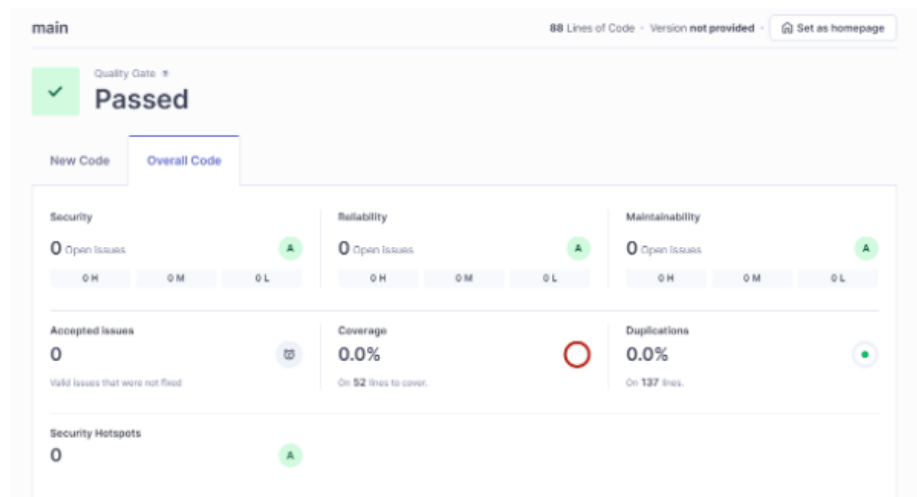 main
88 Lines of Code · Version not provided · Set as homepage
Quality Gate
Passed
New Code Overall Code
Security Reliability Maintainability
0 Open Issues A 0 Open Issues A 0 Open Issues A
0 H 0 M 0 L 0 H 0 M 0 L 0 H 0 M 0 L
Accepted Issues Coverage Duplications
0 0.0% 0.0%
Valid issues that were not fixed On 52 lines to cover. On 137 lines.
Security Hotspots
0 A